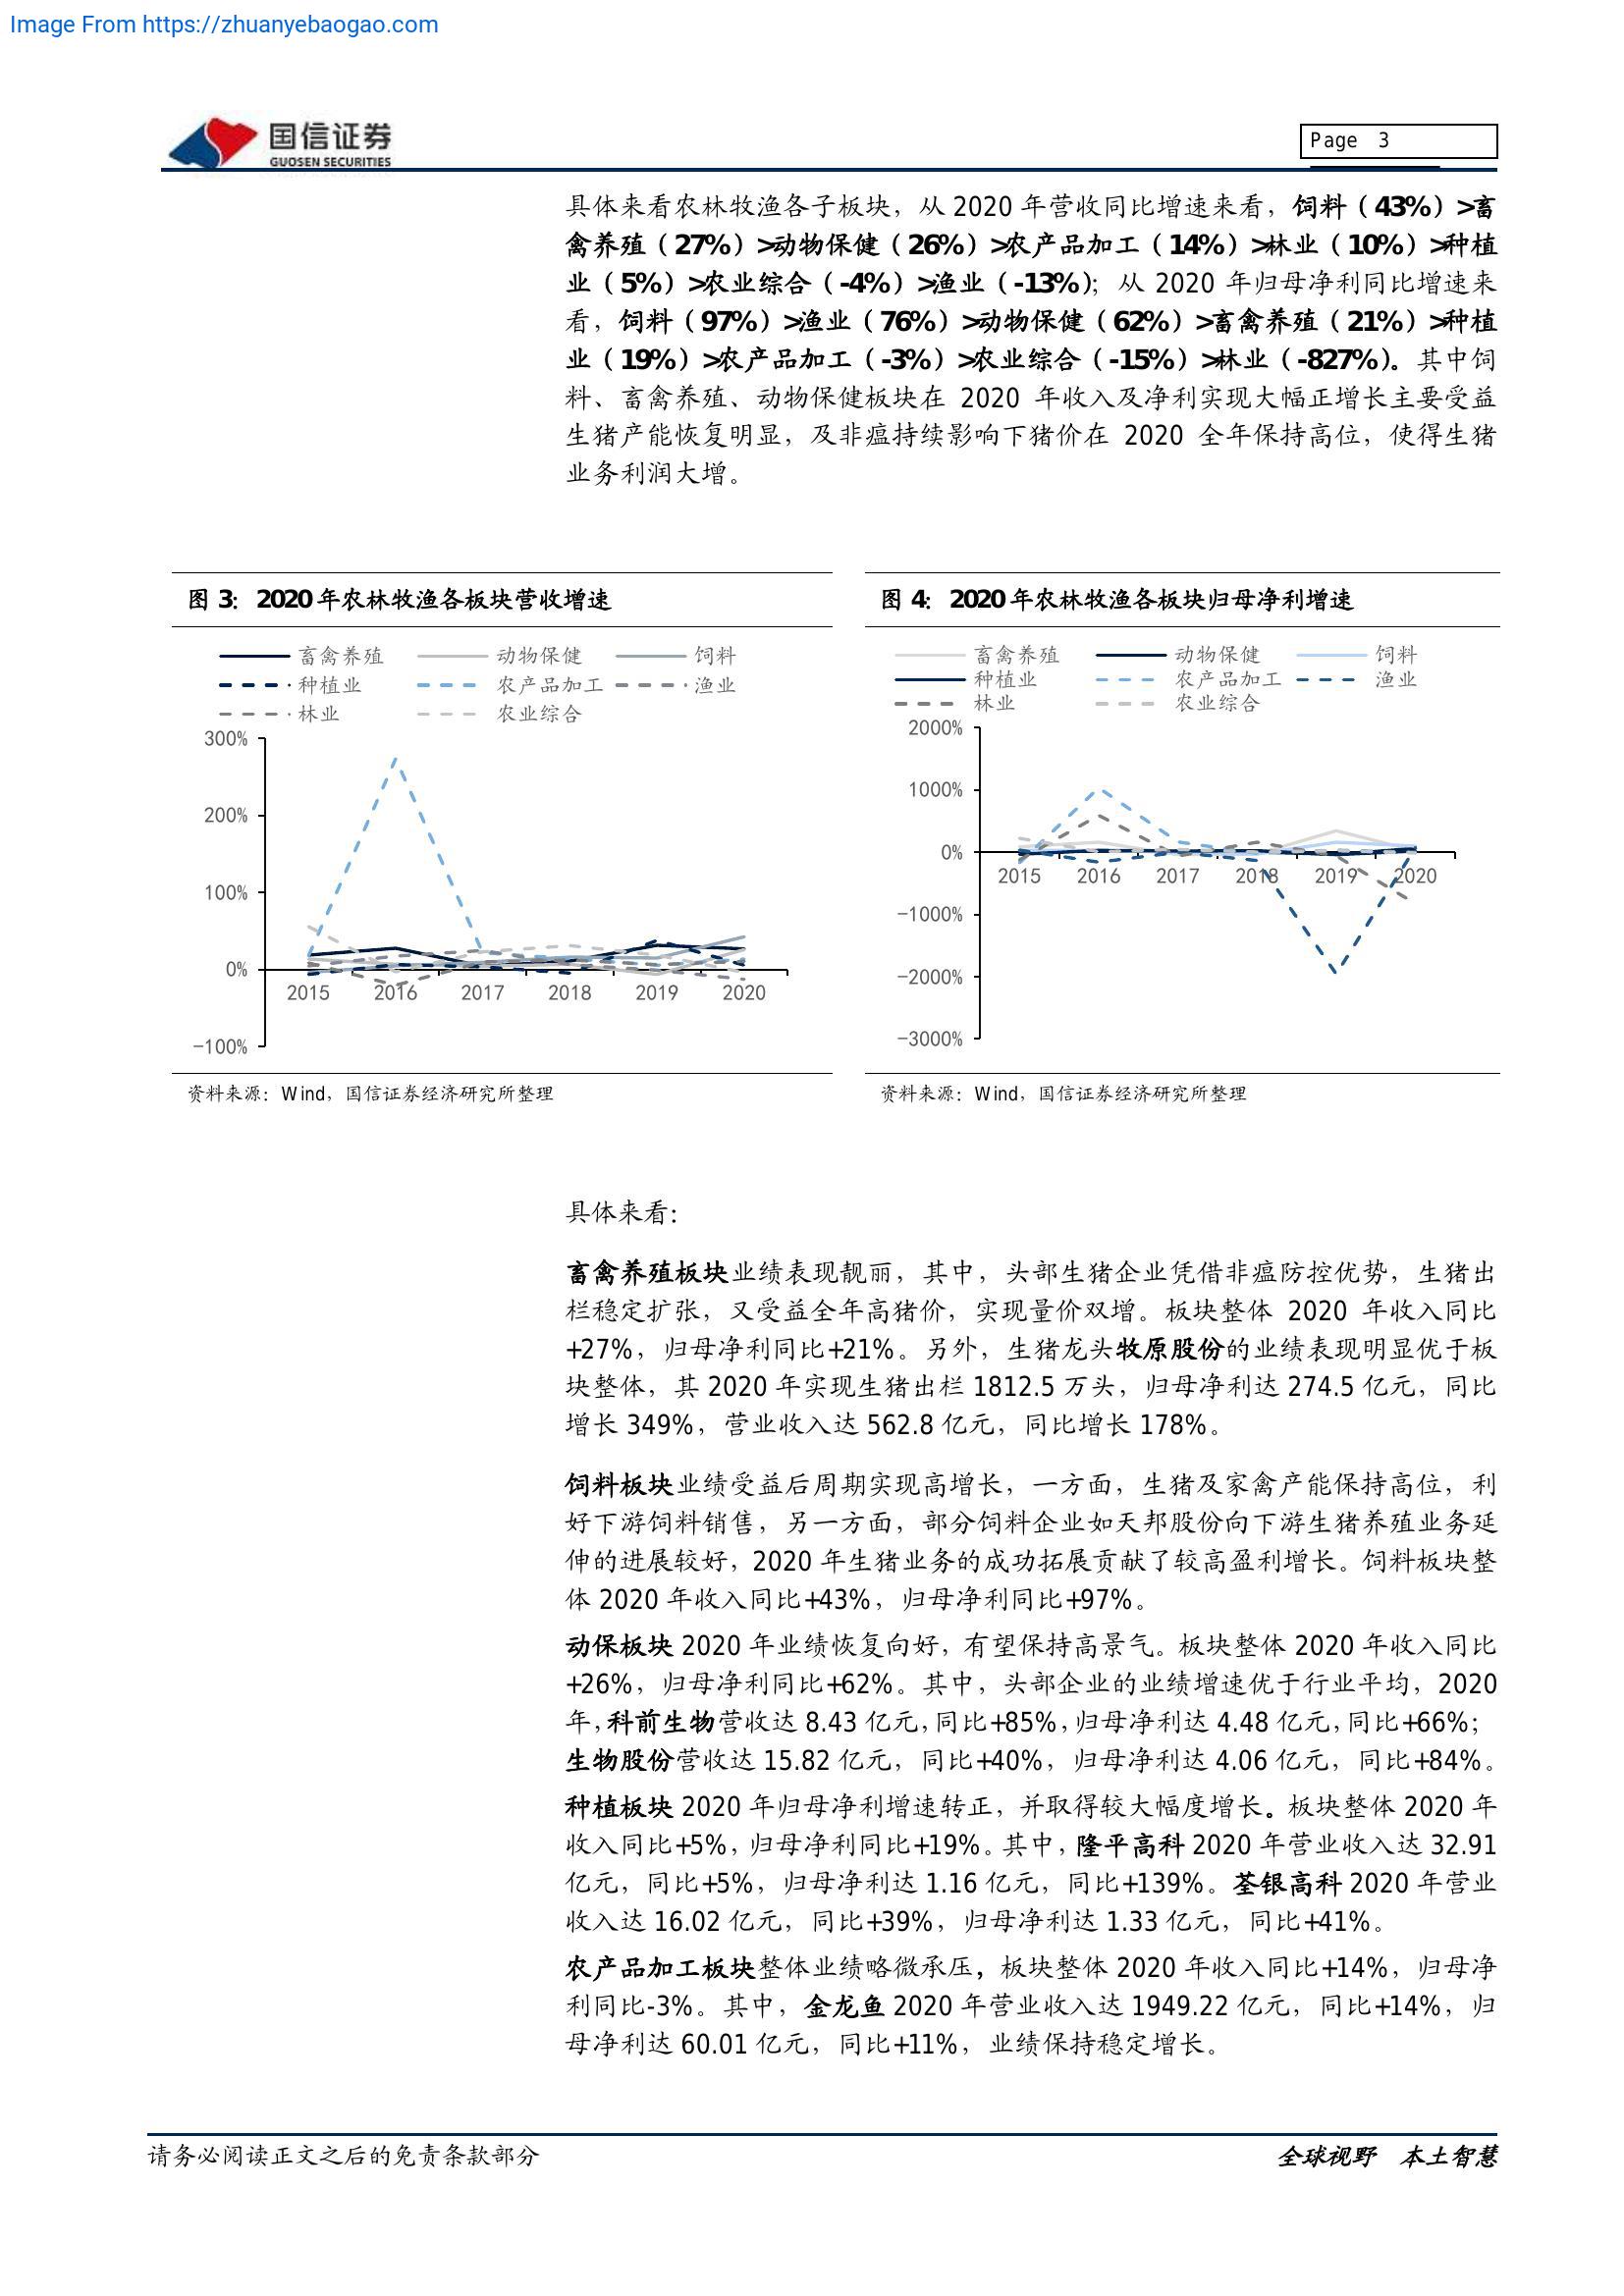 Image From https://zhuanyebaogao.com
国信证券
GUOSEN SECURITIES
Page 3
具体来看农林牧渔各子板块，从 2020 年营收同比增速来看，饲料（43%）>畜
禽养殖（27%）>动物保健（26%）>农产品加工（14%）>林业（10%）>种植
业（5%）>农业综合（-4%）>渔业（-13%）；从 2020 年归母净利同比增速来
看，饲料（97%）>渔业（76%）>动物保健（62%）>畜禽养殖（21%）>种植
业（19%）>农产品加工（-3%）>农业综合（-15%）>林业（-827%）。其中饲
料、畜禽养殖、动物保健板块在 2020 年收入及净利实现大幅正增长主要受益
生猪产能恢复明显，及非瘟持续影响下猪价在 2020 全年保持高位，使得生猪
业务利润大增。
图 3：2020 年农林牧渔各板块营收增速
畜禽养殖 动物保健 饲料
种植业 农产品加工 渔业
林业 农业综合
300%
200%
100%
0%
-100%
2015 2016 2017 2018 2019 2020
资料来源：Wind，国信证券经济研究所整理
图 4：2020 年农林牧渔各板块归母净利增速
畜禽养殖 动物保健 饲料
种植业 农产品加工 渔业
林业 农业综合
2000%
1000%
0%
-1000%
-2000%
-3000%
2015 2016 2017 2018 2019 2020
资料来源：Wind，国信证券经济研究所整理
具体来看：
畜禽养殖板块业绩表现靓丽，其中，头部生猪企业凭借非瘟防控优势，生猪出
栏稳定扩张，又受益全年高猪价，实现量价双增。板块整体 2020 年收入同比
+27%，归母净利同比+21%。另外，生猪龙头牧原股份的业绩表现明显优于板
块整体，其 2020 年实现生猪出栏 1812.5 万头，归母净利达 274.5 亿元，同比
增长 349%，营业收入达 562.8 亿元，同比增长 178%。
饲料板块业绩受益后周期实现高增长，一方面，生猪及家禽产能保持高位，利
好下游饲料销售，另一方面，部分饲料企业如天邦股份向下游生猪养殖业务延
伸的进展较好，2020 年生猪业务的成功拓展贡献了较高盈利增长。饲料板块整
体 2020 年收入同比+43%，归母净利同比+97%。
动保板块 2020 年业绩恢复向好，有望保持高景气。板块整体 2020 年收入同比
+26%，归母净利同比+62%。其中，头部企业的业绩增速优于行业平均，2020
年，科前生物营收达 8.43 亿元，同比+85%，归母净利达 4.48 亿元，同比+66%；
生物股份营收达 15.82 亿元，同比+40%，归母净利达 4.06 亿元，同比+84%。
种植板块 2020 年归母净利增速转正，并取得较大幅度增长。板块整体 2020 年
收入同比+5%，归母净利同比+19%。其中，隆平高科 2020 年营业收入达 32.91
亿元，同比+5%，归母净利达 1.16 亿元，同比+139%。荃银高科 2020 年营业
收入达 16.02 亿元，同比+39%，归母净利达 1.33 亿元，同比+41%。
农产品加工板块整体业绩略微承压，板块整体 2020 年收入同比+14%，归母净
利同比-3%。其中，金龙鱼 2020 年营业收入达 1949.22 亿元，同比+14%，归
母净利达 60.01 亿元，同比+11%，业绩保持稳定增长。
请务必阅读正文之后的免责条款部分
全球视野 本土智慧